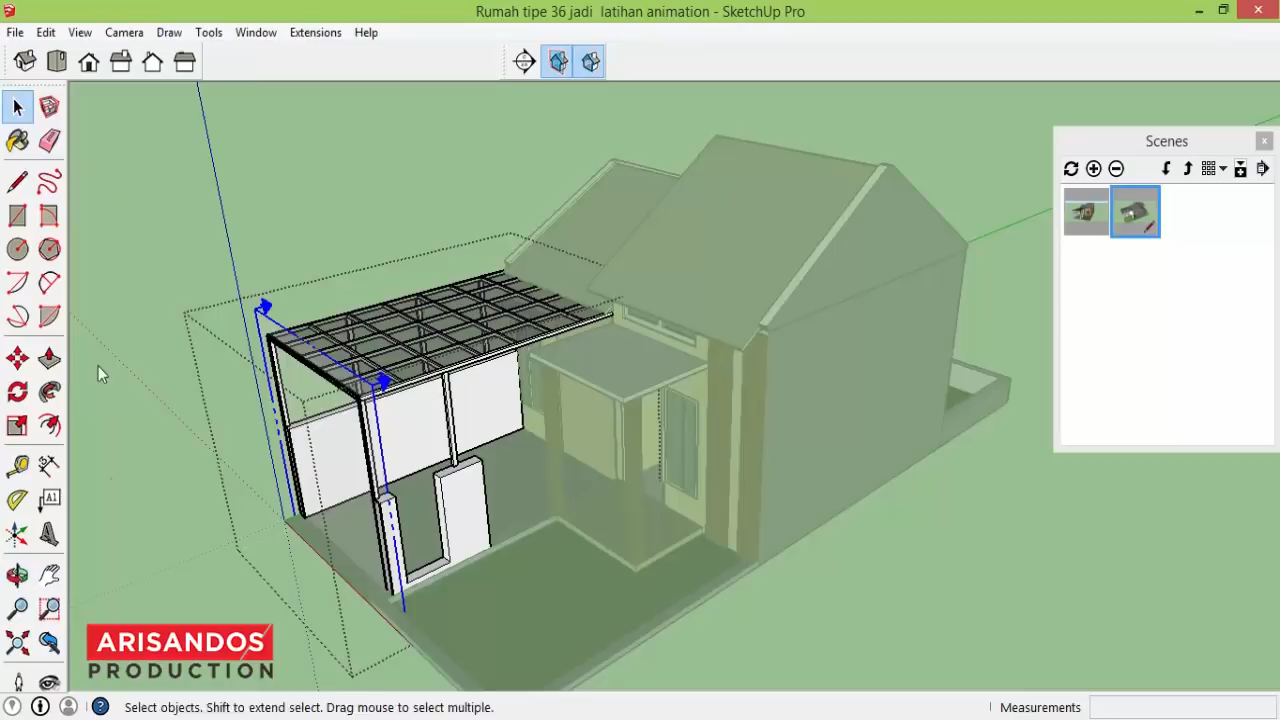 Rumah tipe 36 jadi  latihan animation - SketchUp Pro
File Edit View Camera Draw Tools Window Extensions Help
Scenes
x
A1
ARISANDOS
PRODUCTION
Select objects. Shift to extend select. Drag mouse to select multiple.
Measurements